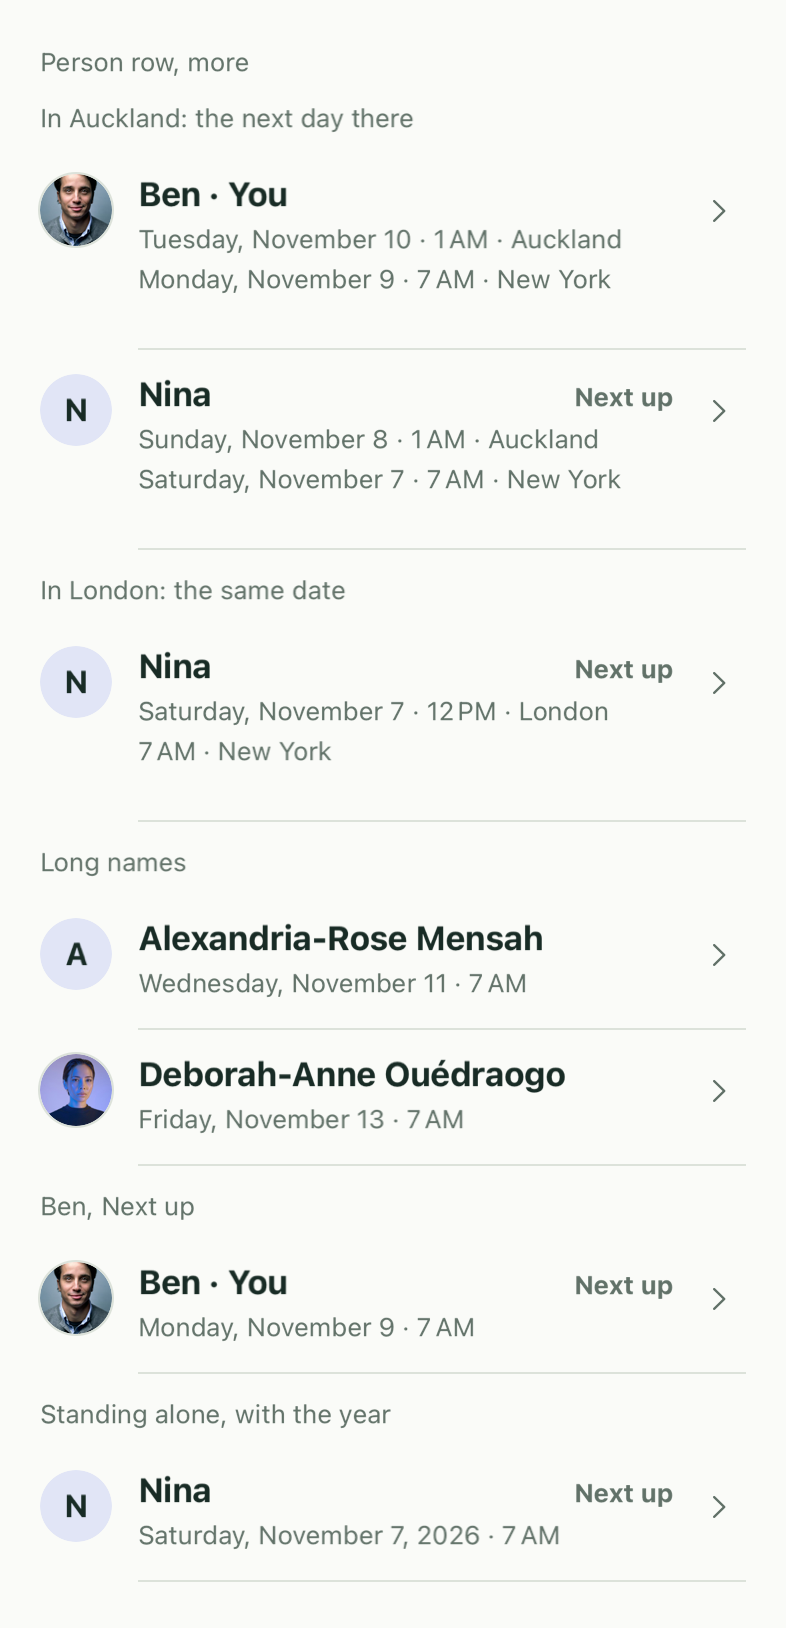 Person row, more
In Auckland: the next day there
Ben · You
Tuesday, November 10 · 1 AM · Auckland
Monday, November 9 · 7 AM · New York
N
Nina
Next up
Sunday, November 8 · 1 AM · Auckland
Saturday, November 7 · 7 AM · New York
In London: the same date
N
Nina
Next up
Saturday, November 7 · 12 PM · London
7 AM · New York
Long names
A
Alexandria-Rose Mensah
Wednesday, November 11 · 7 AM
Deborah-Anne Ouédraogo
Friday, November 13 · 7 AM
Ben, Next up
Ben · You
Next up
Monday, November 9 · 7 AM
Standing alone, with the year
N
Nina
Next up
Saturday, November 7, 2026 · 7 AM